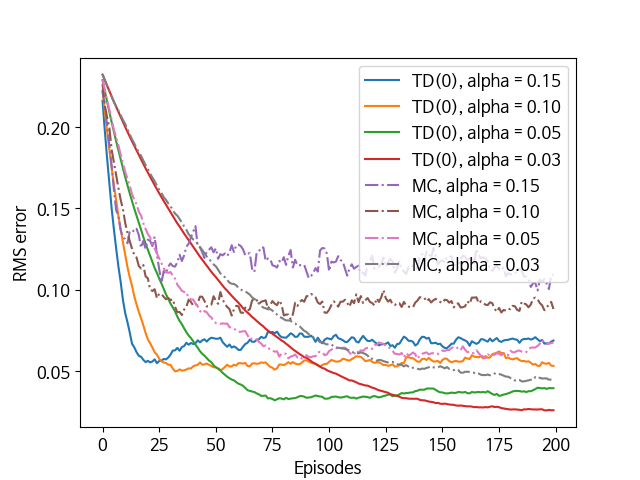 TD(0), alpha = 0.15
TD(0), alpha = 0.10
TD(0), alpha = 0.05
TD(0), alpha = 0.03
MC, alpha = 0.15
MC, alpha = 0.10
MC, alpha = 0.05
MC, alpha = 0.03
RMS error
0.20
0.15
0.10
0.05
0 25 50 75 100 125 150 175 200
Episodes